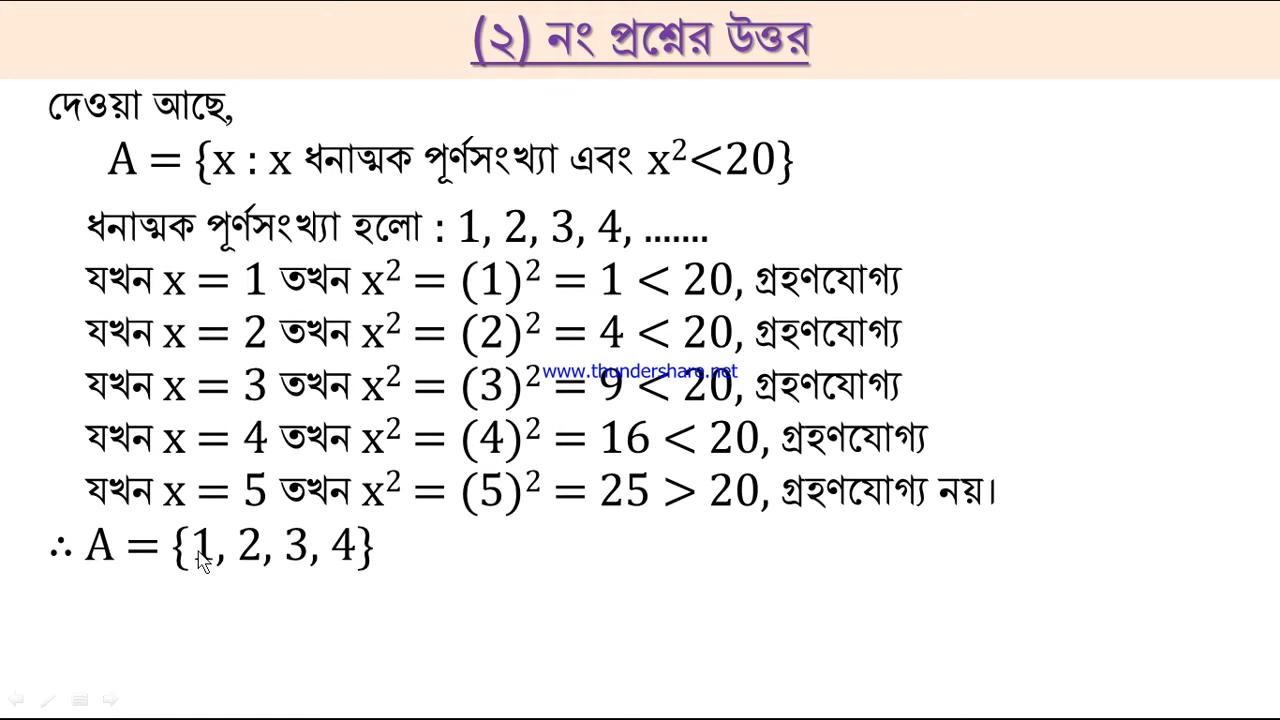 (২) নং প্রশ্নের উত্তর
দেওয়া আছে,
A = {x : x ধনাত্মক পূর্ণসংখ্যা এবং x²<20}
ধনাত্মক পূর্ণসংখ্যা হলো : 1, 2, 3, 4, .......
যখন x = 1 তখন x² = (1)² = 1 < 20, গ্রহণযোগ্য
যখন x = 2 তখন x² = (2)² = 4 < 20, গ্রহণযোগ্য
www.thundershare.net
যখন x = 3 তখন x² = (3)² = 9 < 20, গ্রহণযোগ্য
যখন x = 4 তখন x² = (4)² = 16 < 20, গ্রহণযোগ্য
যখন x = 5 তখন x² = (5)² = 25 > 20, গ্রহণযোগ্য নয়।
∴ A = {1, 2, 3, 4}